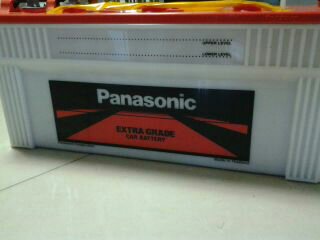 UPPER LEVEL
LOWER LEVEL
Panasonic
EXTRA GRADE
CAR BATTERY